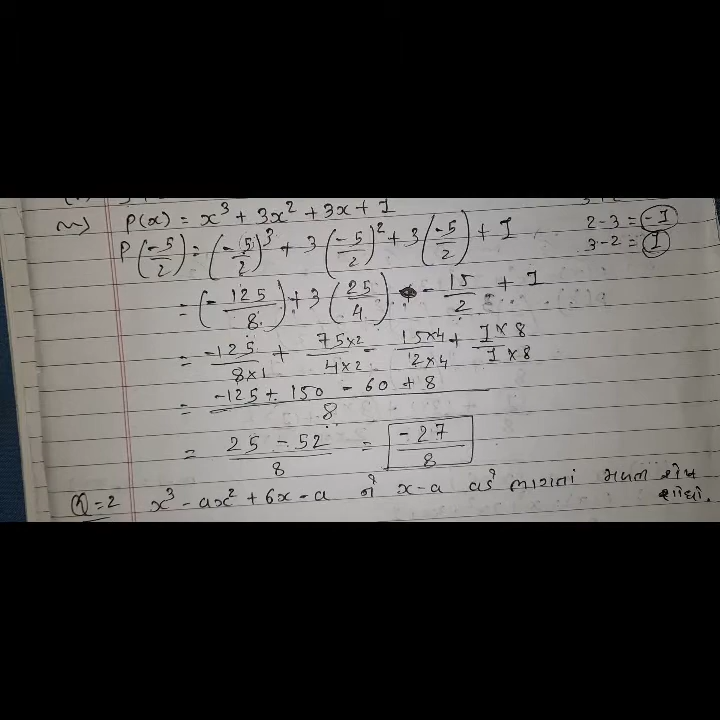 P(x) = x³ + 3x² + 3x + 1
2-3 = -1
P(-5/2) = (-5/2)³ + 3(-5/2)² + 3(-5/2) + 1
3-2 = 1
= (-125/8) + 3(25/4) - 15/2 + 1
= -125/8×1 + 75×2/4×2 - 15×4/2×4 + 1×8/1×8
= -125 + 150 - 60 + 8/8
= 25 - 52/8 = -27/8
Q=2 x³ - ax² + 6x - a ને x-a વડે ભાગતાં મળતી શેષ
શોધો.